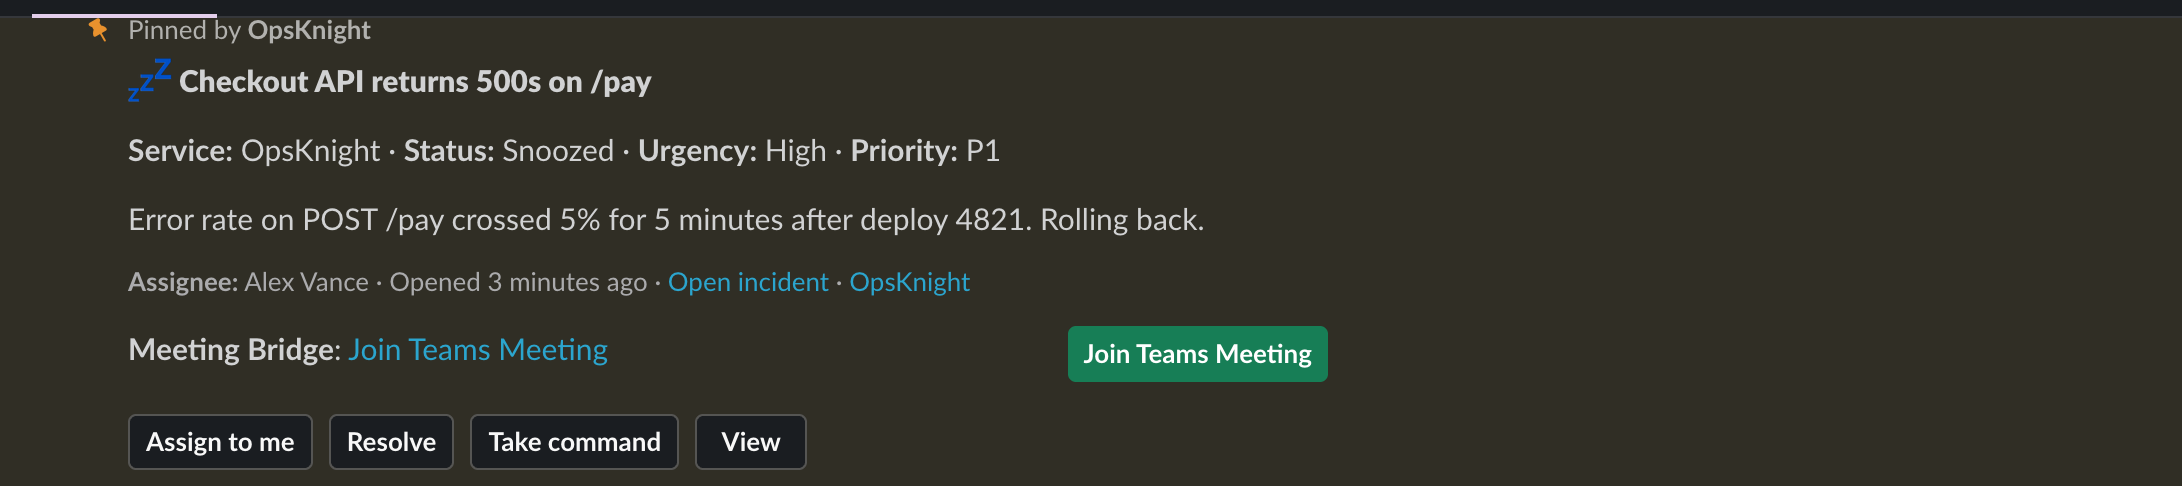 Pinned by OpsKnight
zzZ Checkout API returns 500s on /pay
Service: OpsKnight · Status: Snoozed · Urgency: High · Priority: P1
Error rate on POST /pay crossed 5% for 5 minutes after deploy 4821. Rolling back.
Assignee: Alex Vance · Opened 3 minutes ago · Open incident · OpsKnight
Meeting Bridge: Join Teams Meeting
Join Teams Meeting
Assign to me
Resolve
Take command
View